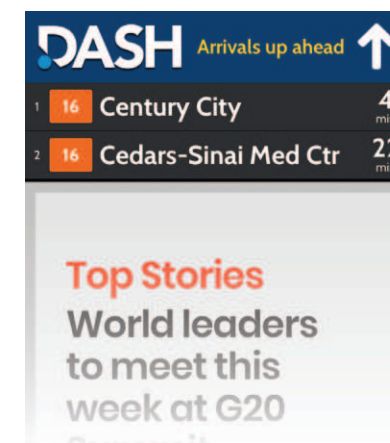 DASH Arrivals up ahead
1 16 Century City
2 16 Cedars-Sinai Med Ctr
Top Stories
World leaders
to meet this
week at G20